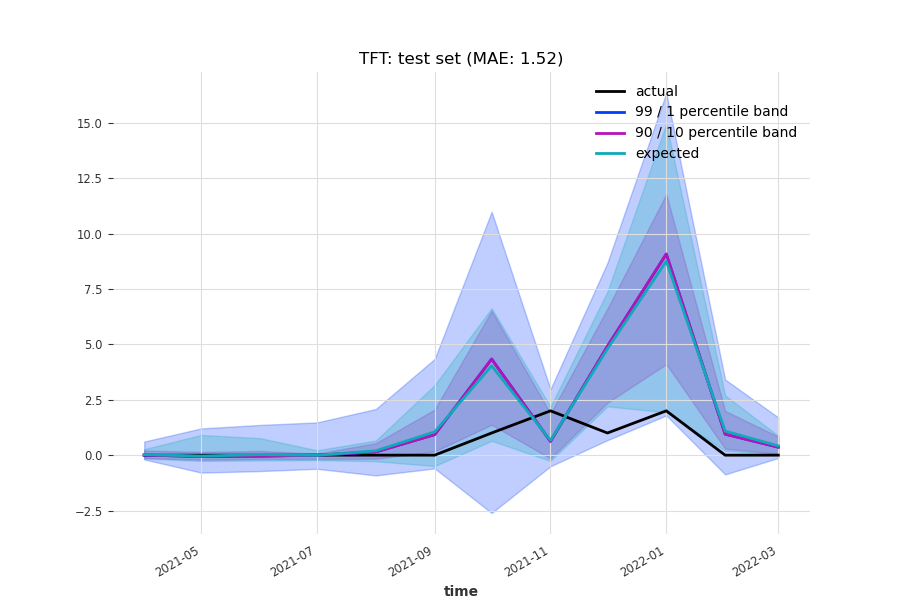 TFT: test set (MAE: 1.52)
actual
99 / 1 percentile band
90 / 10 percentile band
expected
15.0
12.5
10.0
7.5
5.0
2.5
0.0
−2.5
2021-05
2021-07
2021-09
2021-11
2022-01
2022-03
time